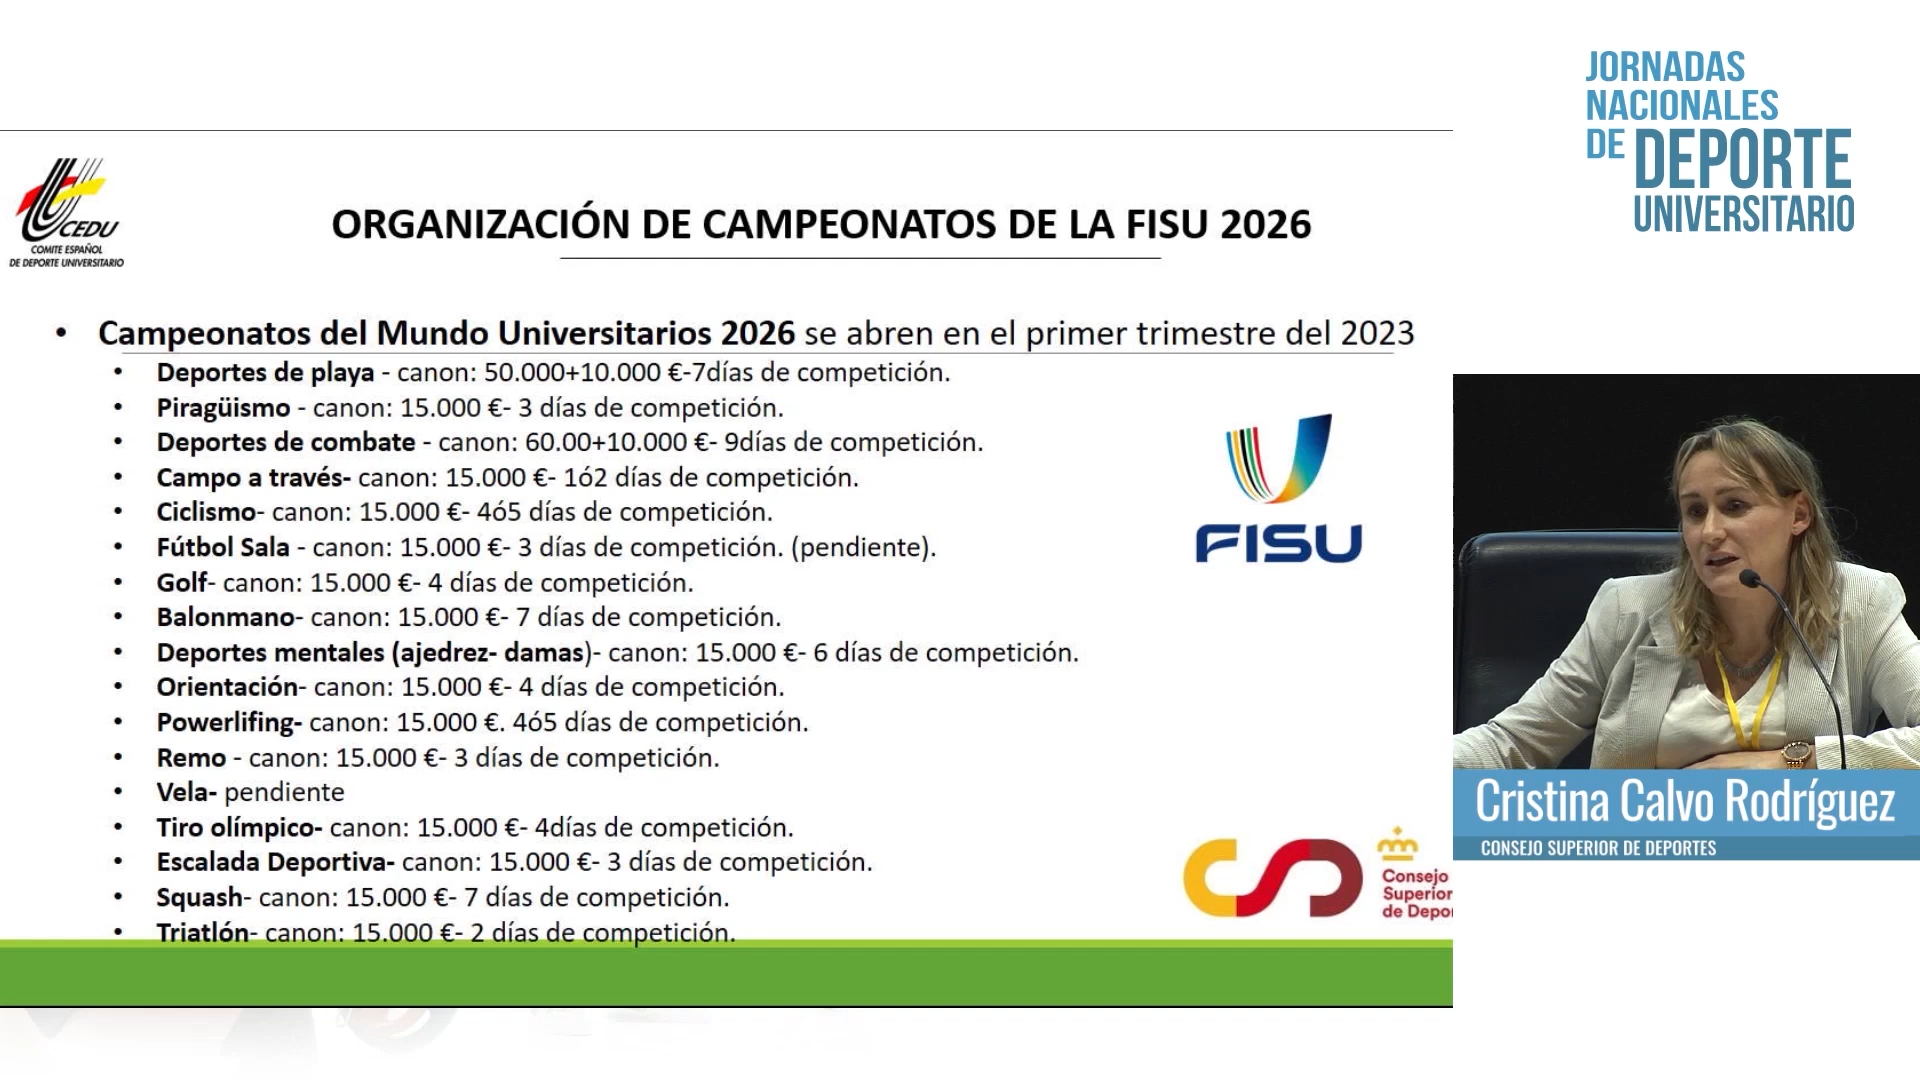 JORNADAS
NACIONALES
DE DEPORTE
UNIVERSITARIO
CEDU
COMITE ESPAÑOL
DE DEPORTE UNIVERSITARIO
ORGANIZACIÓN DE CAMPEONATOS DE LA FISU 2026
• Campeonatos del Mundo Universitarios 2026 se abren en el primer trimestre del 2023
• Deportes de playa - canon: 50.000+10.000 €-7días de competición.
• Piragüismo - canon: 15.000 €- 3 días de competición.
• Deportes de combate - canon: 60.00+10.000 €- 9días de competición.
• Campo a través- canon: 15.000 €- 1ó2 días de competición.
• Ciclismo- canon: 15.000 €- 4ó5 días de competición.
• Fútbol Sala - canon: 15.000 €- 3 días de competición. (pendiente).
• Golf- canon: 15.000 €- 4 días de competición.
• Balonmano- canon: 15.000 €- 7 días de competición.
• Deportes mentales (ajedrez- damas)- canon: 15.000 €- 6 días de competición.
• Orientación- canon: 15.000 €- 4 días de competición.
• Powerlifing- canon: 15.000 €. 4ó5 días de competición.
• Remo - canon: 15.000 €- 3 días de competición.
• Vela- pendiente
• Tiro olímpico- canon: 15.000 €- 4días de competición.
• Escalada Deportiva- canon: 15.000 €- 3 días de competición.
• Squash- canon: 15.000 €- 7 días de competición.
• Triatlón- canon: 15.000 €- 2 días de competición.
FISU
CSD
Consejo
Superior
de Depo
Cristina Calvo Rodríguez
CONSEJO SUPERIOR DE DEPORTES